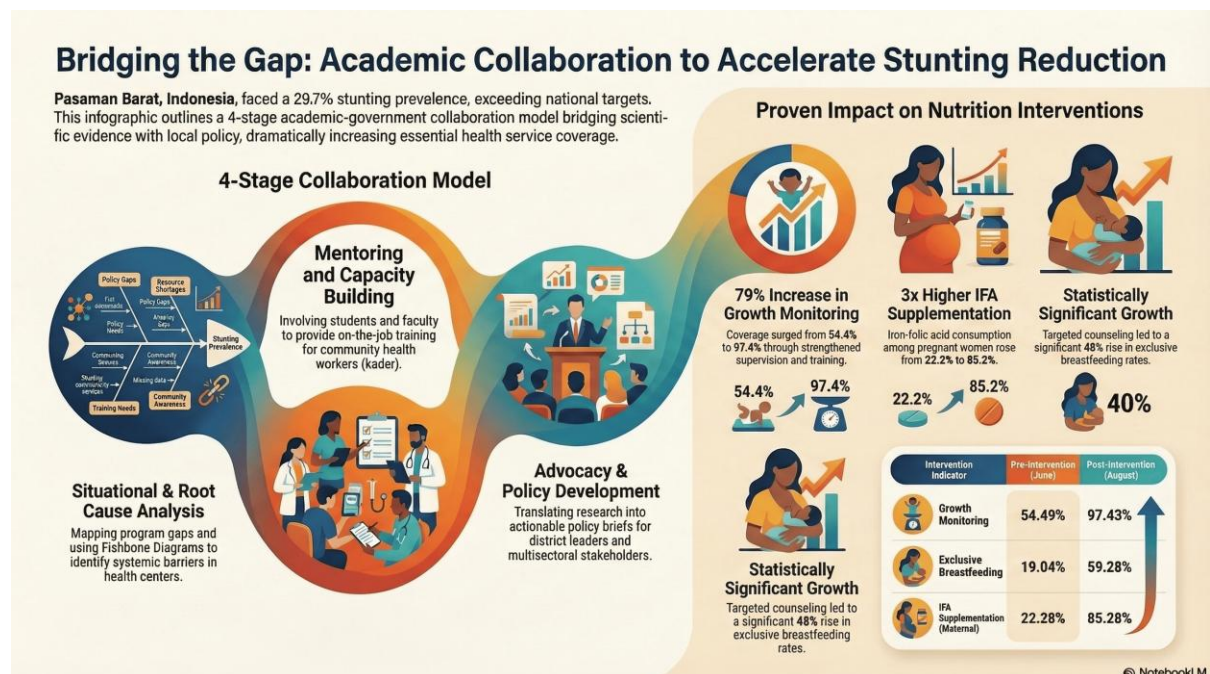 Bridging the Gap: Academic Collaboration to Accelerate Stunting Reduction
Pasaman Barat, Indonesia, faced a 29.7% stunting prevalence, exceeding national targets.
This infographic outlines a 4-stage academic-government collaboration model bridging scienti-
fic evidence with local policy, dramatically increasing essential health service coverage.
4-Stage Collaboration Model
Policy Gaps
Resource
Shortages
Policy Gaps
Gaps
Policy
Needs
Stunting
Prevalence
Community
Awareness
Missing data
services
Training Needs
Community
Awareness
Situational & Root
Cause Analysis
Mapping program gaps and
using Fishbone Diagrams to
identify systemic barriers in
health centers.
Mentoring
and Capacity
Building
Involving students and faculty
to provide on-the-job training
for community health
workers (kader).
Advocacy &
Policy Development
Translating research into
actionable policy briefs for
district leaders and
multisectoral stakeholders.
Proven Impact on Nutrition Interventions
79% Increase in
Growth Monitoring
Coverage surged from 54.4%
to 97.4% through strengthened
supervision and training.
54.4%
97.4%
3x Higher IFA
Supplementation
Iron-folic acid consumption
among pregnant women rose
from 22.2% to 85.2%.
22.2%
85.2%
Statistically
Significant Growth
Targeted counseling led to a
significant 48% rise in exclusive
breastfeeding rates.
40%
Statistically
Significant Growth
Targeted counseling led to
a significant 48% rise in
exclusive breastfeeding
rates.
Intervention
Indicator
Pre-intervention
(June)
Post-intervention
(August)
Growth
Monitoring
54.49%
97.43%
Exclusive
Breastfeeding
19.04%
59.28%
IFA
Supplementation
(Maternal)
22.28%
85.28%
NotebookLM